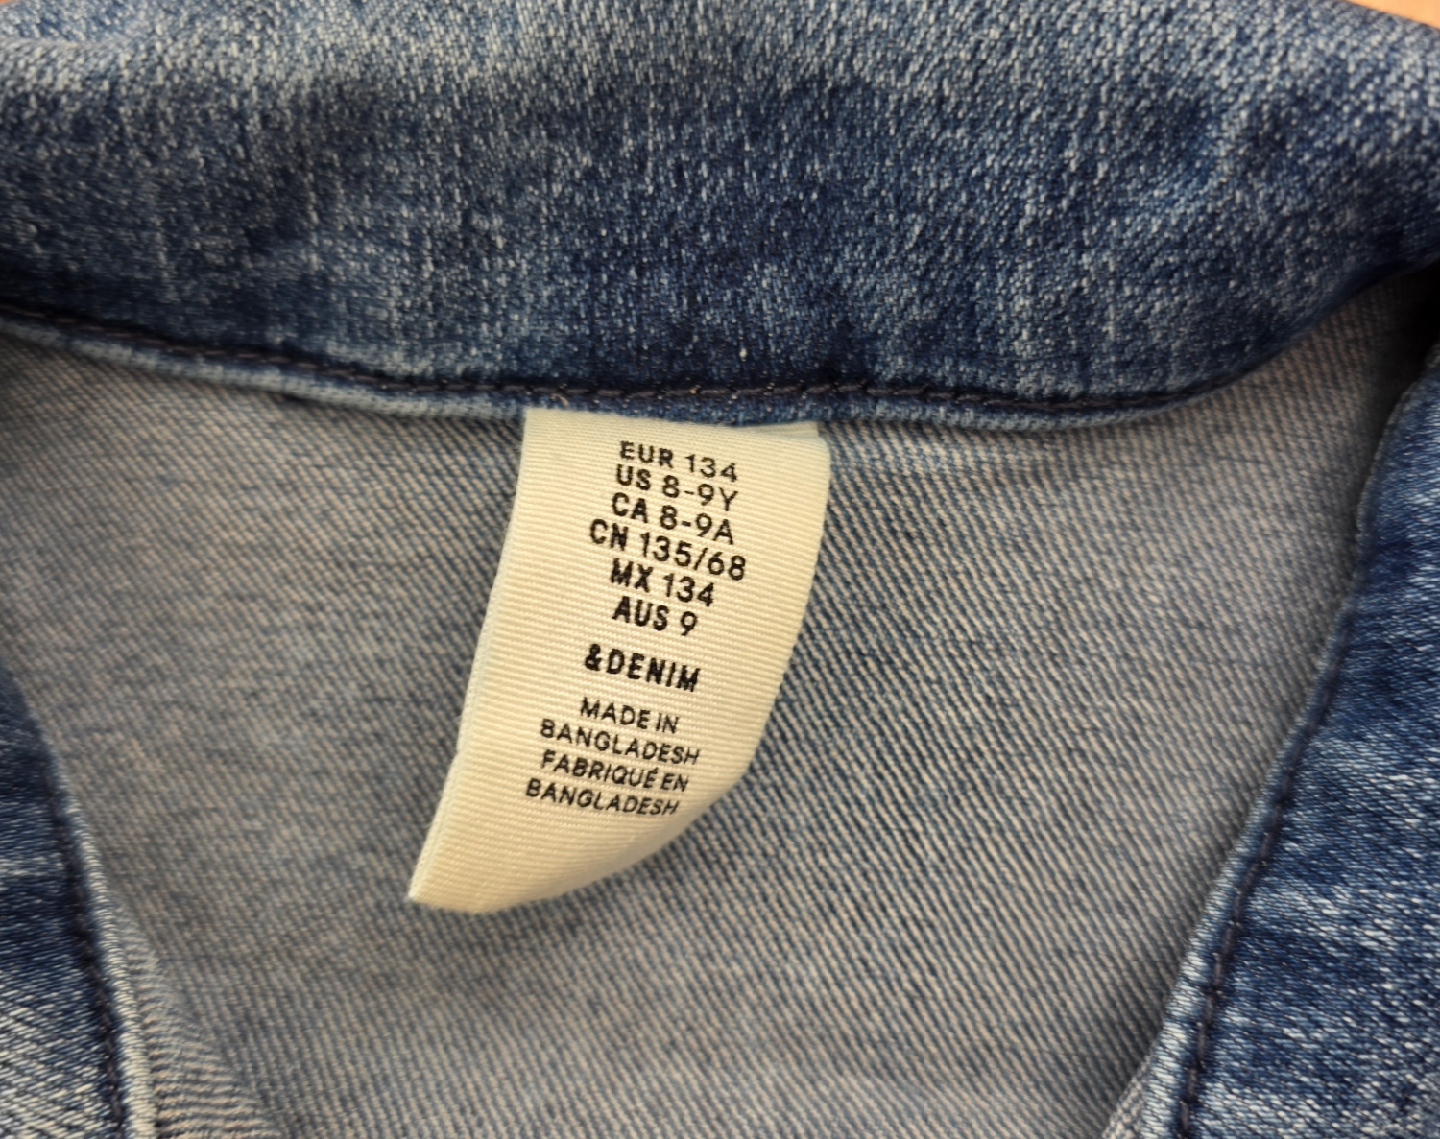 EUR 134
US 8-9Y
CA 8-9A
CN 135/68
MX 134
AUS 9
&DENIM
MADE IN
BANGLADESH
FABRIQUÉ EN
BANGLADESH